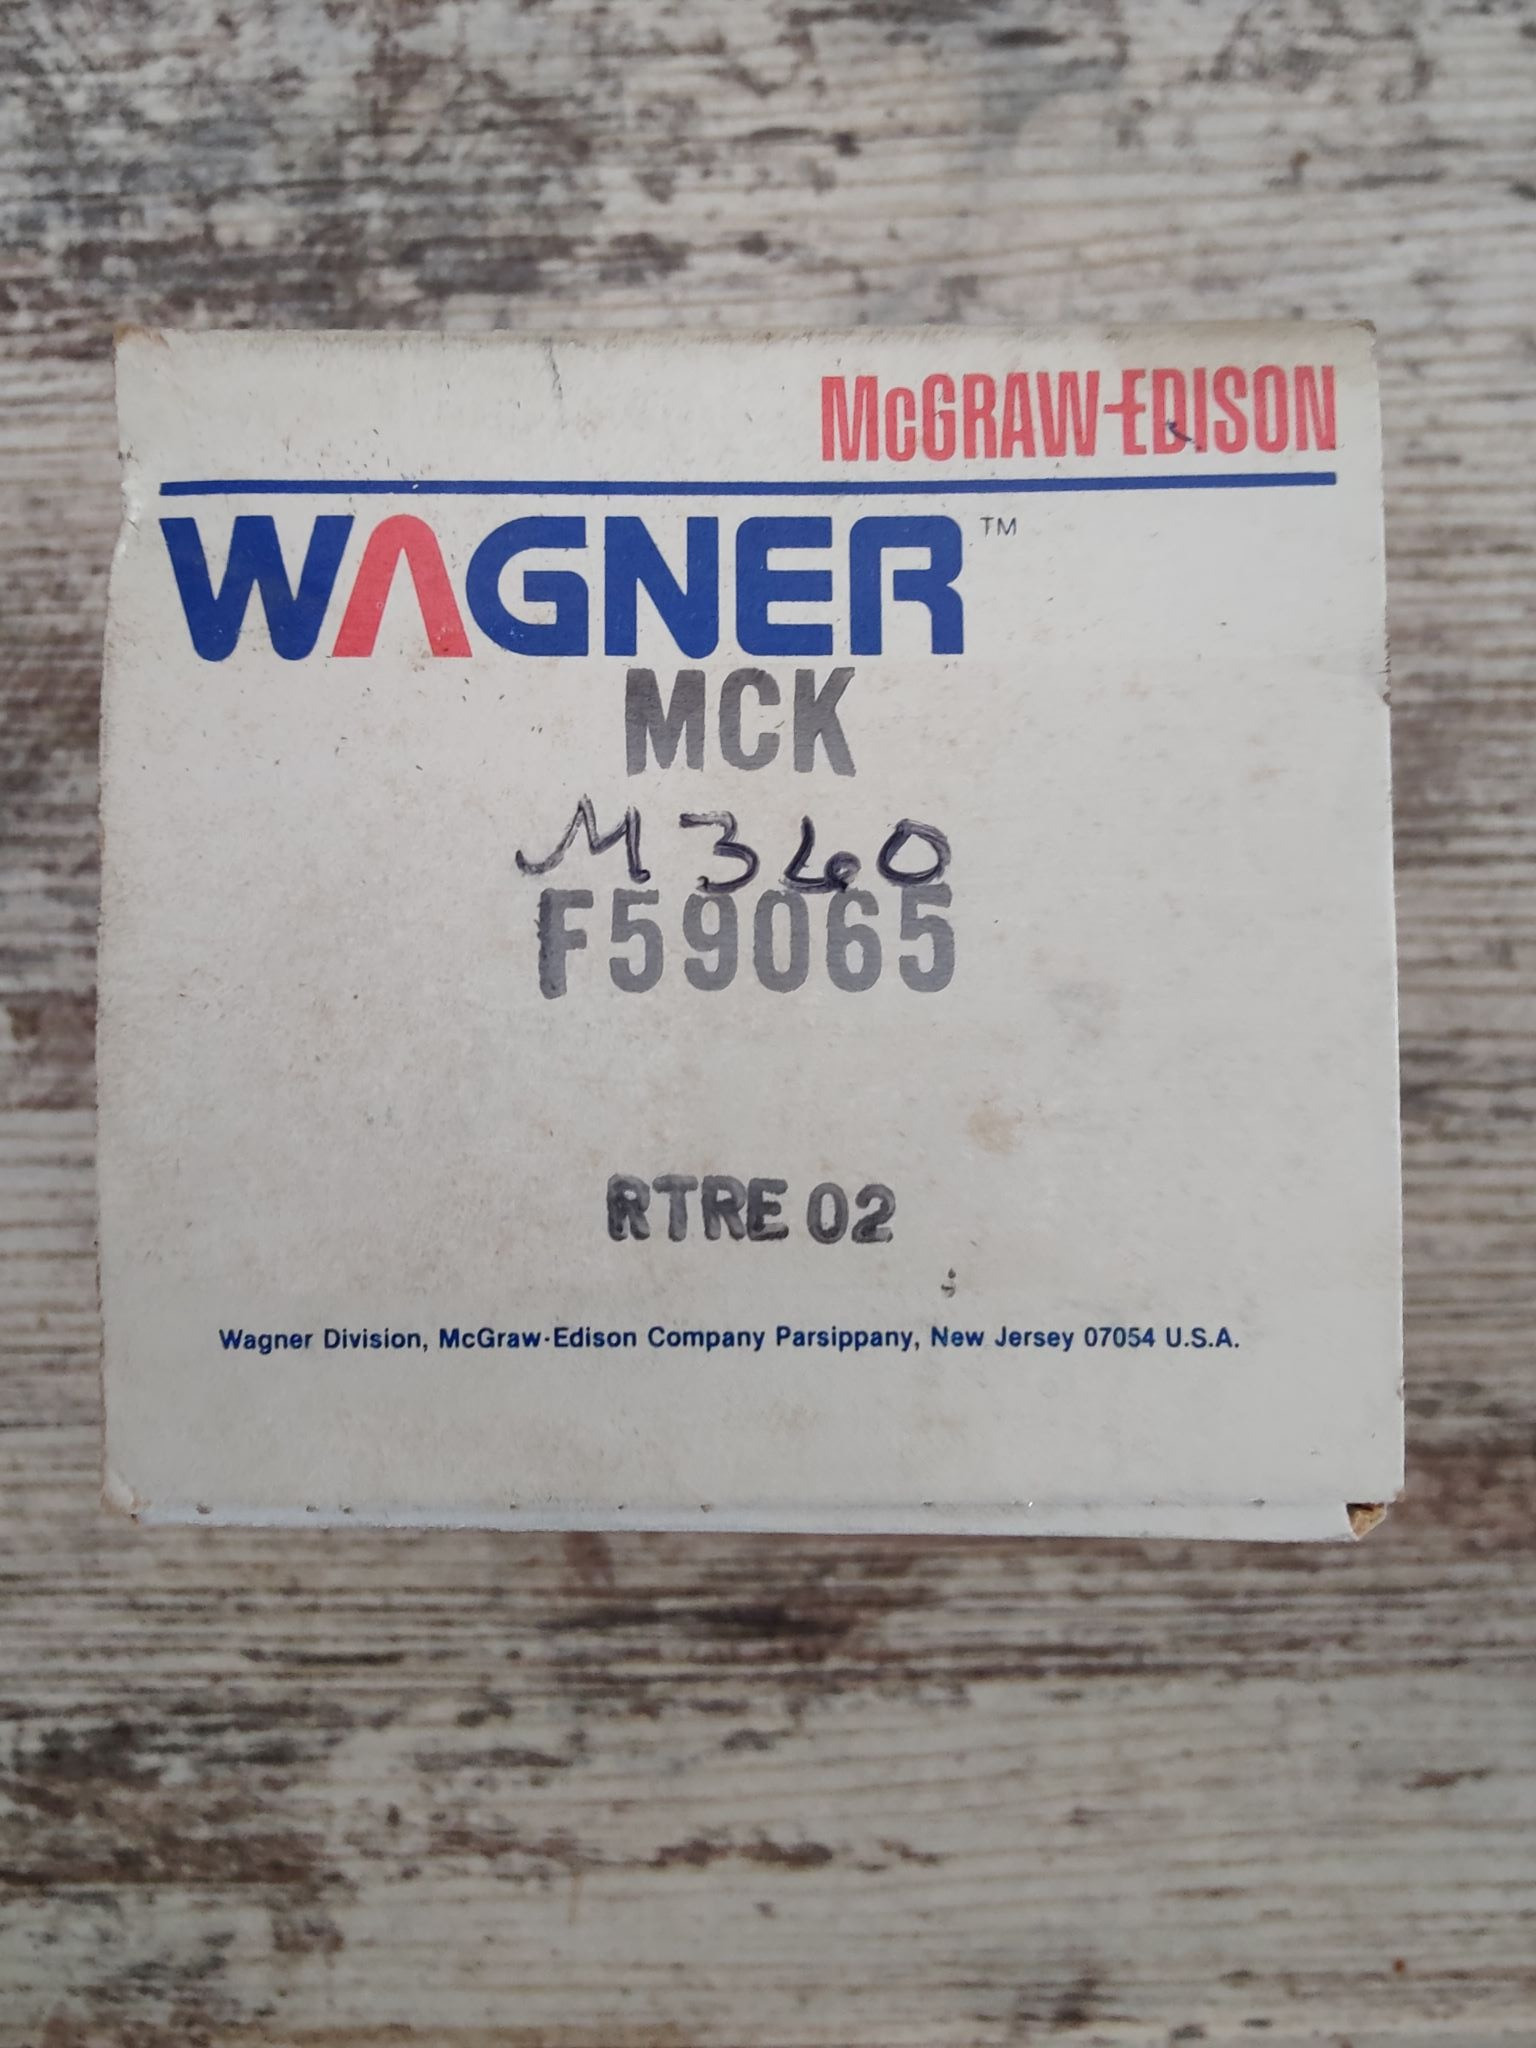 McGRAW-EDISON
WAGNER™
MCK
M360
F59065
RTRE 02
Wagner Division, McGraw-Edison Company Parsippany, New Jersey 07054 U.S.A.